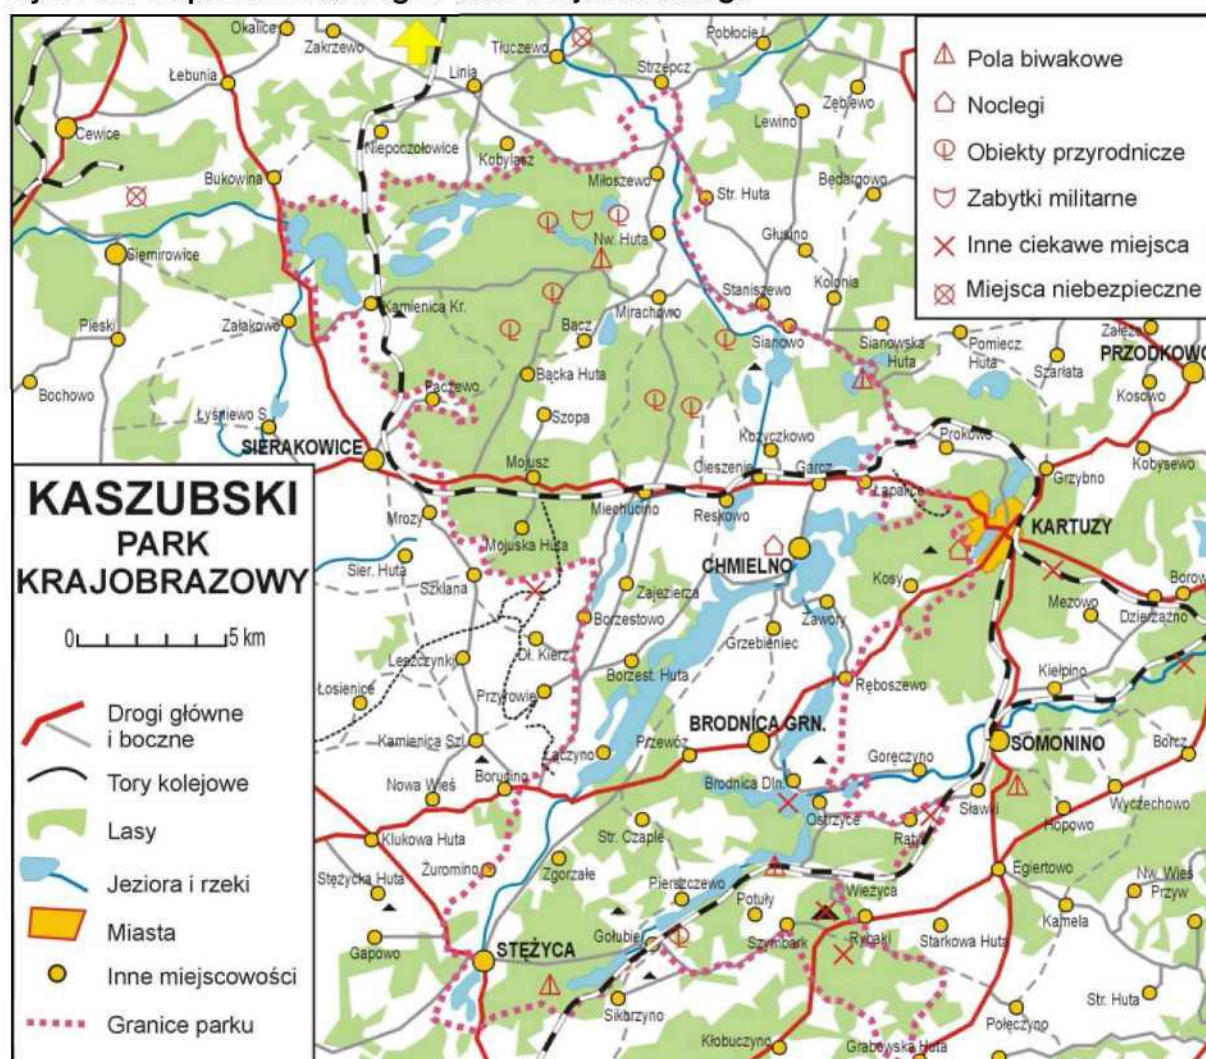 Okalice
Zakrzewo
Tłuczewo
Pobłocie
Łebunia
Linia
Strzepcz
Zęblewo
Lewino
Cewice
Niepoczołowice
Kobylasz
Bukowina
Miłoszewo
Str. Huta
Będargowo
Nw. Huta
Głusino
Siemirowice
Staniszewo
Kolonia
Kamienica Kr.
Mirachowo
Pieski
Załakowo
Bącz
Sianowo
Sianowska
Huta
Pomiecz.
Huta
PRZODKOWO
Szarłata
Bochowo
Bącka Huta
Paczewo
Kosowo
Łyśniewo S.
Szopa
SIERAKOWICE
Kożyczkowo
Prokowo
Kobysewo
Mojusz
Cieszenie
Garcz
Grzybno
Łapalice
Miechucino
Reskowo
Mrozy
KARTUZY
Mojuska Huta
CHMIELNO
Sier. Huta
Szklana
Kosy
Zajezierza
Mezowo
Dzierżążno
Borow
Borzestowo
Zawory
Grzebieniec
Leszczynki
Dł. Kierz.
Borzest. Huta
Kiełpino
Łosienice
Przyrowie
Ręboszewo
BRODNICA GRN.
Kamienica Szl.
Przewóz
SOMONINO
Łączyno
Goręczyno
Borcz
Nowa Wieś
Borucino
Brodnica Dln.
Sławki
Wyczechowo
Ostrzyce
Hopowo
Klukowa Huta
Str. Czaple
Raty
Żuromino
Zgorzałe
Egiertowo
Nw. Wieś
Przyw
Stężycka Huta
Pierszczewo
Wieżyca
Potuły
Kamela
Gołubie
Szymbark
Rybaki
Starkowa Huta
Gapowo
STĘŻYCA
Sikorzyno
Str. Huta
Połęczyno
Kłobuczyno
Grabowska Huta
Pola biwakowe
Noclegi
Obiekty przyrodnicze
Zabytki militarne
Inne ciekawe miejsca
Miejsca niebezpieczne
KASZUBSKI
PARK
KRAJOBRAZOWY
0 5 km
Drogi główne
i boczne
Tory kolejowe
Lasy
Jeziora i rzeki
Miasta
Inne miejscowości
Granice parku